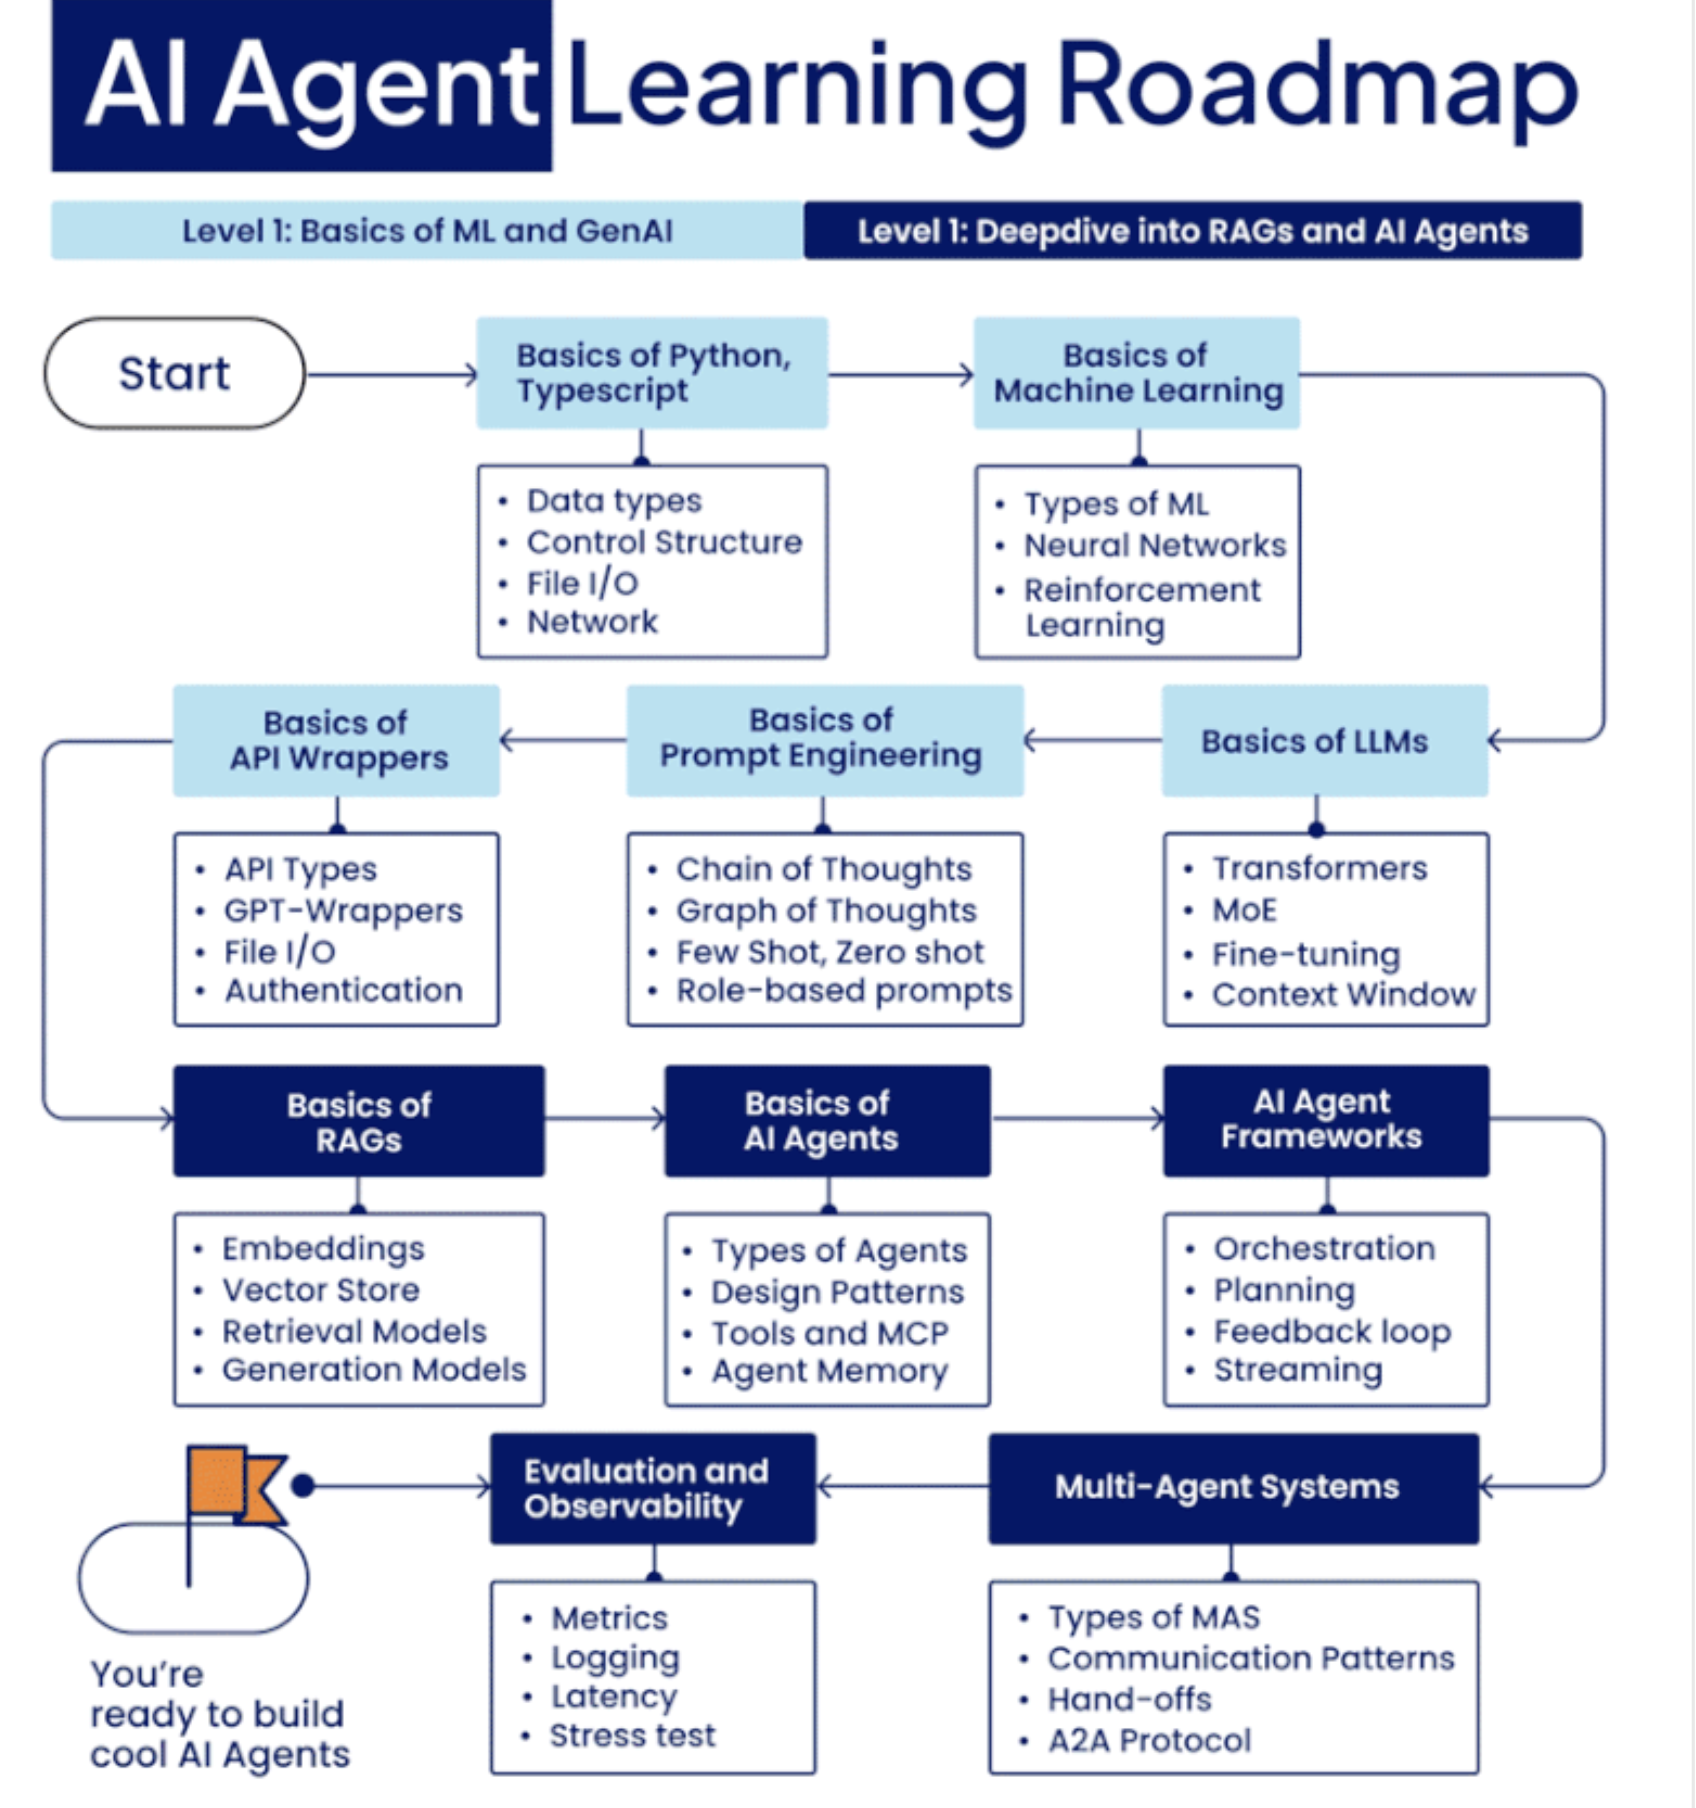 AI Agent Learning Roadmap
Level 1: Basics of ML and GenAI
Level 1: Deepdive into RAGs and AI Agents
Start
Basics of Python,
Typescript
• Data types
• Control Structure
• File I/O
• Network
Basics of
Machine Learning
• Types of ML
• Neural Networks
• Reinforcement
Learning
Basics of LLMs
• Transformers
• MoE
• Fine-tuning
• Context Window
Basics of
Prompt Engineering
• Chain of Thoughts
• Graph of Thoughts
• Few Shot, Zero shot
• Role-based prompts
Basics of
API Wrappers
• API Types
• GPT-Wrappers
• File I/O
• Authentication
Basics of
RAGs
• Embeddings
• Vector Store
• Retrieval Models
• Generation Models
Basics of
AI Agents
• Types of Agents
• Design Patterns
• Tools and MCP
• Agent Memory
AI Agent
Frameworks
• Orchestration
• Planning
• Feedback loop
• Streaming
Multi-Agent Systems
• Types of MAS
• Communication Patterns
• Hand-offs
• A2A Protocol
Evaluation and
Observability
• Metrics
• Logging
• Latency
• Stress test
You're
ready to build
cool AI Agents